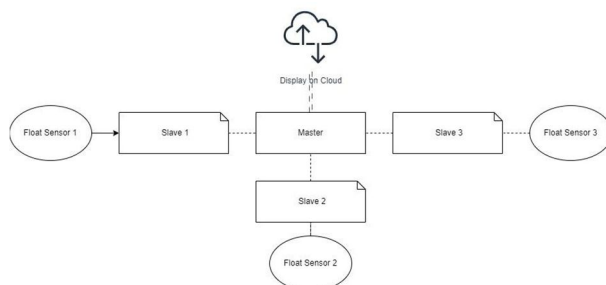 Display on Cloud
Float Sensor 1
Slave 1
Master
Slave 3
Float Sensor 3
Slave 2
Float Sensor 2